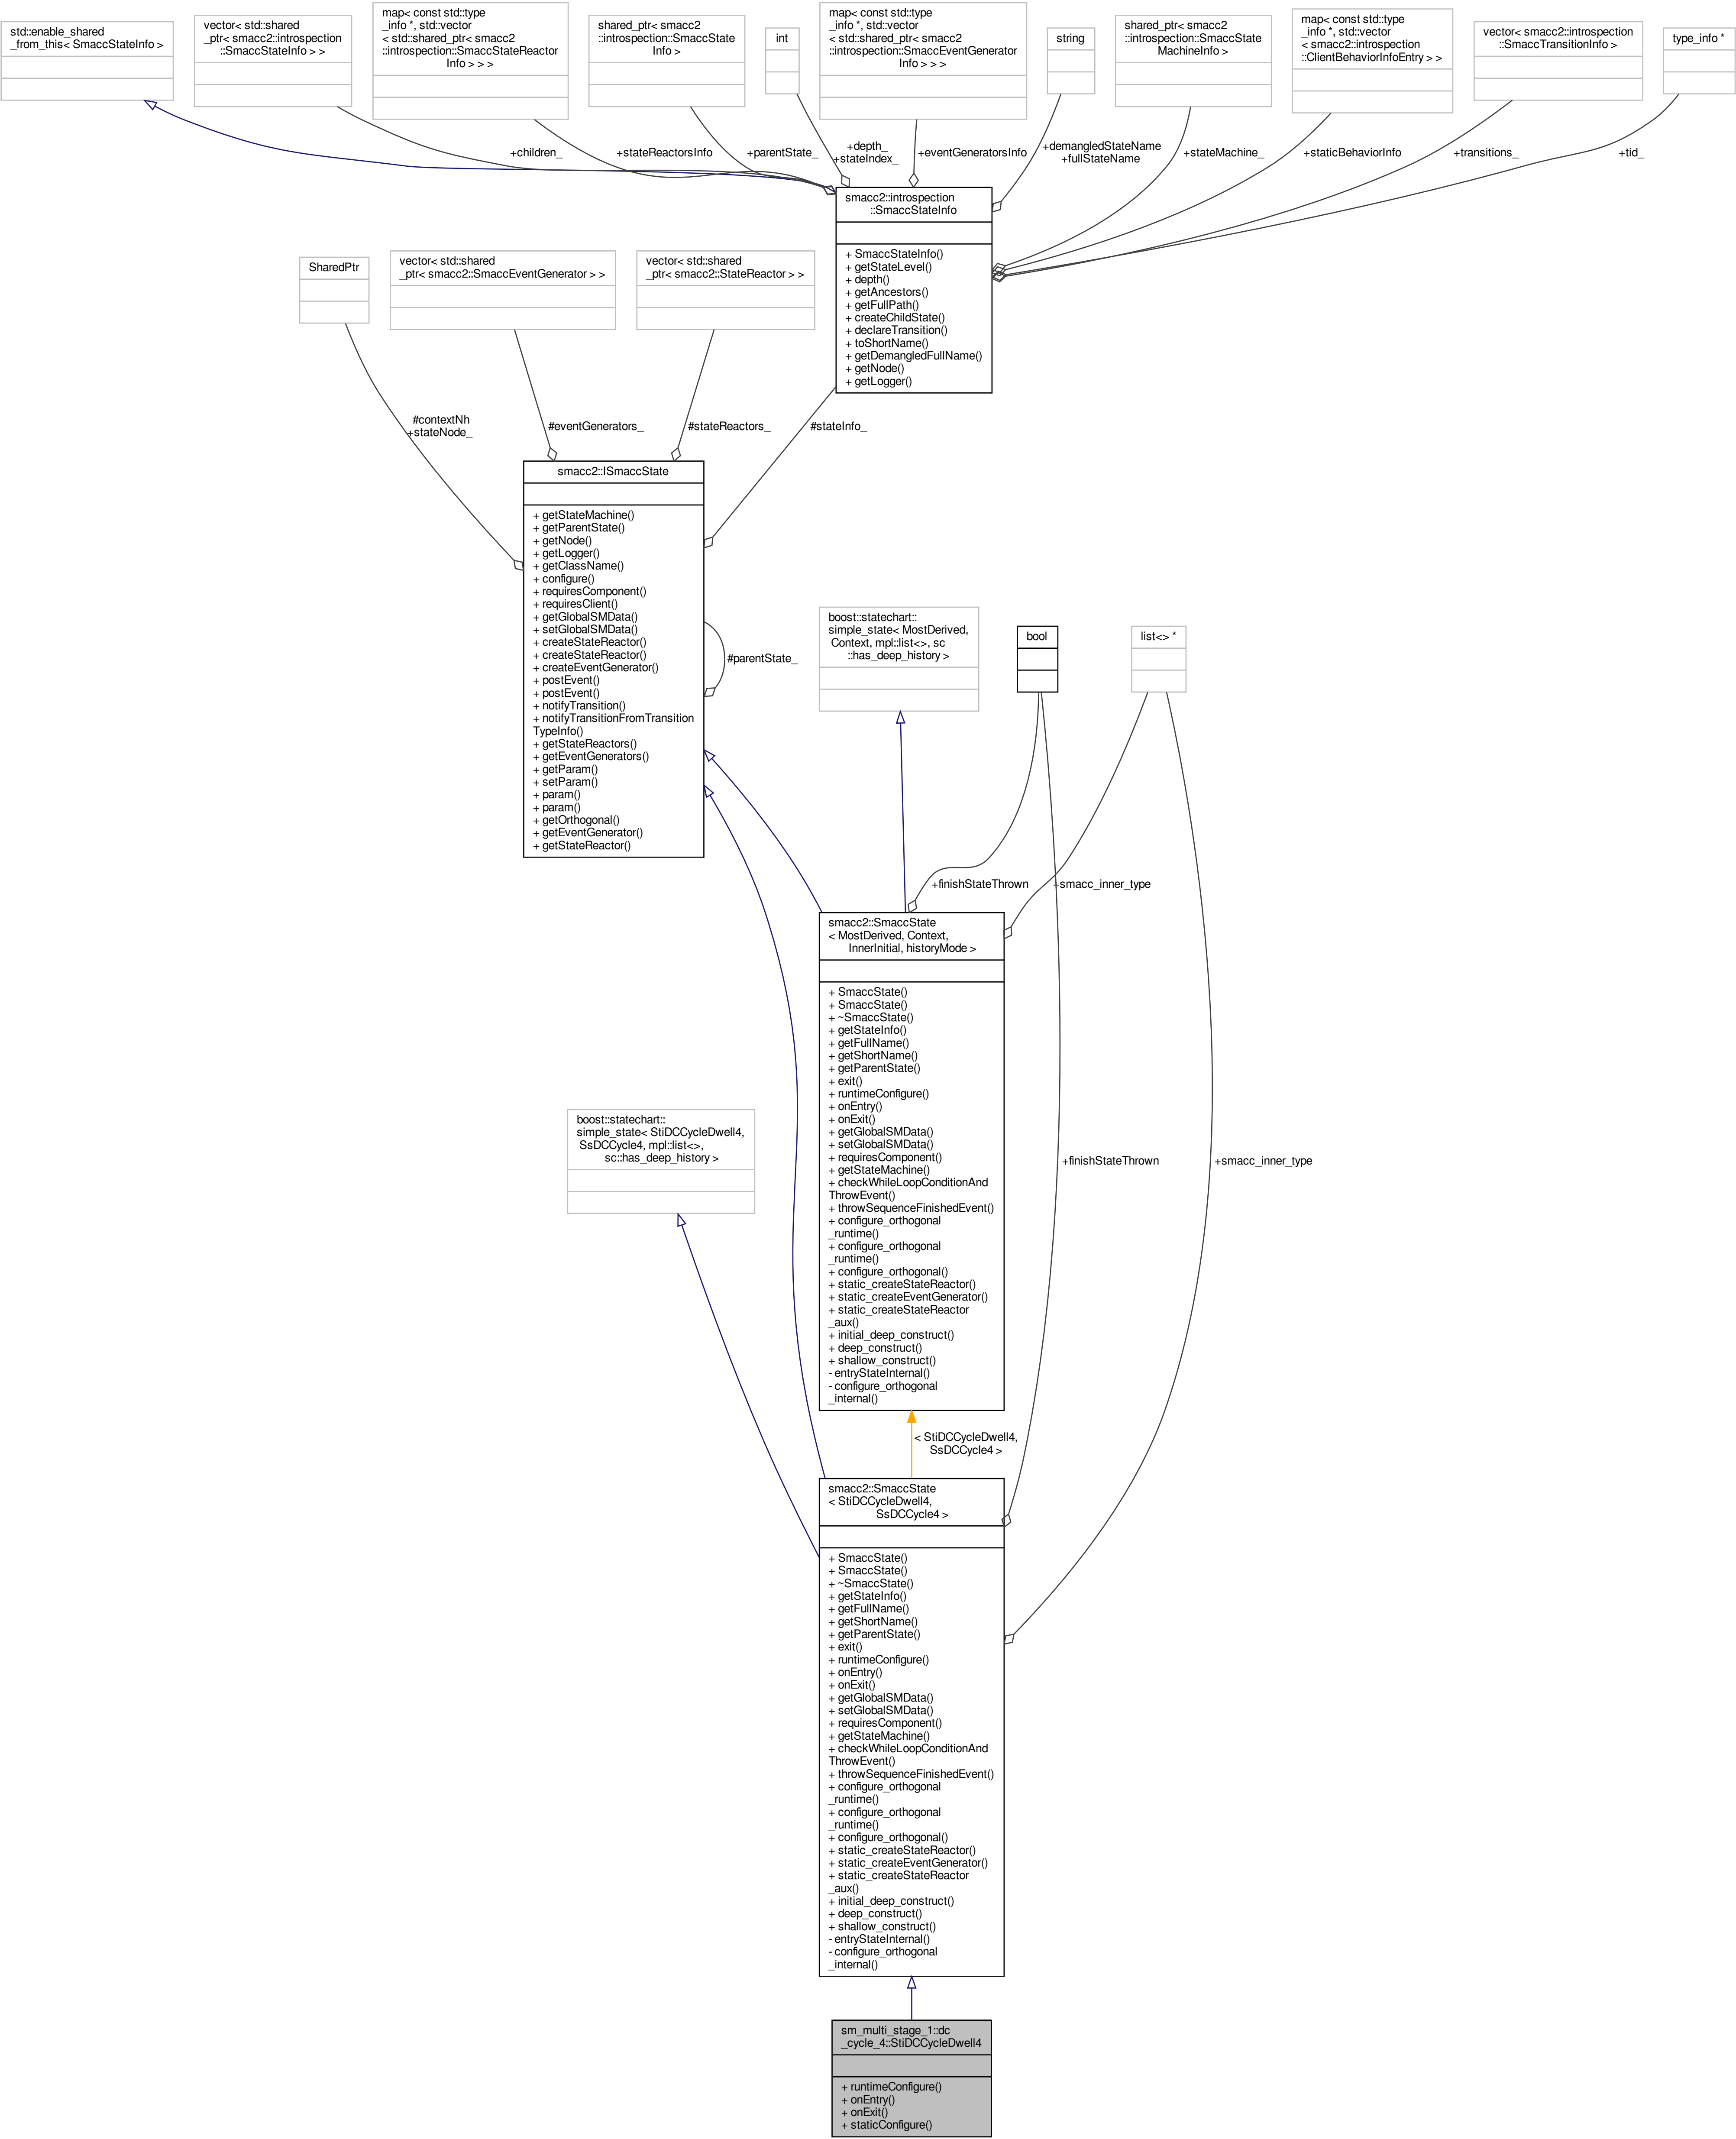 std::enable_shared
_from_this< SmaccStateInfo >
vector< std::shared
_ptr< smacc2::introspection
::SmaccStateInfo > >
map< const std::type
_info *, std::vector
< std::shared_ptr< smacc2
::introspection::SmaccStateReactor
Info > > >
shared_ptr< smacc2
::introspection::SmaccState
Info >
int
map< const std::type
_info *, std::vector
< std::shared_ptr< smacc2
::introspection::SmaccEventGenerator
Info > > >
string
shared_ptr< smacc2
::introspection::SmaccState
MachineInfo >
map< const std::type
_info *, std::vector
< smacc2::introspection
::ClientBehaviorInfoEntry > >
vector< smacc2::introspection
::SmaccTransitionInfo >
type_info *
+children_
+stateReactorsInfo
+parentState_
+depth_
+stateIndex_
+eventGeneratorsInfo
+demangledStateName
+fullStateName
+stateMachine_
+staticBehaviorInfo
+transitions_
+tid_
smacc2::introspection
::SmaccStateInfo
+ SmaccStateInfo()
+ getStateLevel()
+ depth()
+ getAncestors()
+ getFullPath()
+ createChildState()
+ declareTransition()
+ toShortName()
+ getDemangledFullName()
+ getNode()
+ getLogger()
SharedPtr
vector< std::shared
_ptr< smacc2::SmaccEventGenerator > >
vector< std::shared
_ptr< smacc2::StateReactor > >
#contextNh
+stateNode_
#eventGenerators_
#stateReactors_
#stateInfo_
smacc2::ISmaccState
+ getStateMachine()
+ getParentState()
+ getNode()
+ getLogger()
+ getClassName()
+ configure()
+ requiresComponent()
+ requiresClient()
+ getGlobalSMData()
+ setGlobalSMData()
+ createStateReactor()
+ createStateReactor()
+ createEventGenerator()
+ postEvent()
+ postEvent()
+ notifyTransition()
+ notifyTransitionFromTransition
TypeInfo()
+ getStateReactors()
+ getEventGenerators()
+ getParam()
+ setParam()
+ param()
+ param()
+ getOrthogonal()
+ getEventGenerator()
+ getStateReactor()
#parentState_
boost::statechart::
simple_state< MostDerived,
Context, mpl::list<>, sc
::has_deep_history >
bool
list<> *
+finishStateThrown
+smacc_inner_type
smacc2::SmaccState
< MostDerived, Context,
InnerInitial, historyMode >
+ SmaccState()
+ SmaccState()
+ ~SmaccState()
+ getStateInfo()
+ getFullName()
+ getShortName()
+ getParentState()
+ exit()
+ runtimeConfigure()
+ onEntry()
+ onExit()
+ getGlobalSMData()
+ setGlobalSMData()
+ requiresComponent()
+ getStateMachine()
+ checkWhileLoopConditionAnd
ThrowEvent()
+ throwSequenceFinishedEvent()
+ configure_orthogonal
_runtime()
+ configure_orthogonal
_runtime()
+ configure_orthogonal()
+ static_createStateReactor()
+ static_createEventGenerator()
+ static_createStateReactor
_aux()
+ initial_deep_construct()
+ deep_construct()
+ shallow_construct()
- entryStateInternal()
- configure_orthogonal
_internal()
boost::statechart::
simple_state< StiDCCycleDwell4,
SsDCCycle4, mpl::list<>,
sc::has_deep_history >
+finishStateThrown
+smacc_inner_type
< StiDCCycleDwell4,
SsDCCycle4 >
smacc2::SmaccState
< StiDCCycleDwell4,
SsDCCycle4 >
+ SmaccState()
+ SmaccState()
+ ~SmaccState()
+ getStateInfo()
+ getFullName()
+ getShortName()
+ getParentState()
+ exit()
+ runtimeConfigure()
+ onEntry()
+ onExit()
+ getGlobalSMData()
+ setGlobalSMData()
+ requiresComponent()
+ getStateMachine()
+ checkWhileLoopConditionAnd
ThrowEvent()
+ throwSequenceFinishedEvent()
+ configure_orthogonal
_runtime()
+ configure_orthogonal
_runtime()
+ configure_orthogonal()
+ static_createStateReactor()
+ static_createEventGenerator()
+ static_createStateReactor
_aux()
+ initial_deep_construct()
+ deep_construct()
+ shallow_construct()
- entryStateInternal()
- configure_orthogonal
_internal()
sm_multi_stage_1::dc
_cycle_4::StiDCCycleDwell4
+ runtimeConfigure()
+ onEntry()
+ onExit()
+ staticConfigure()